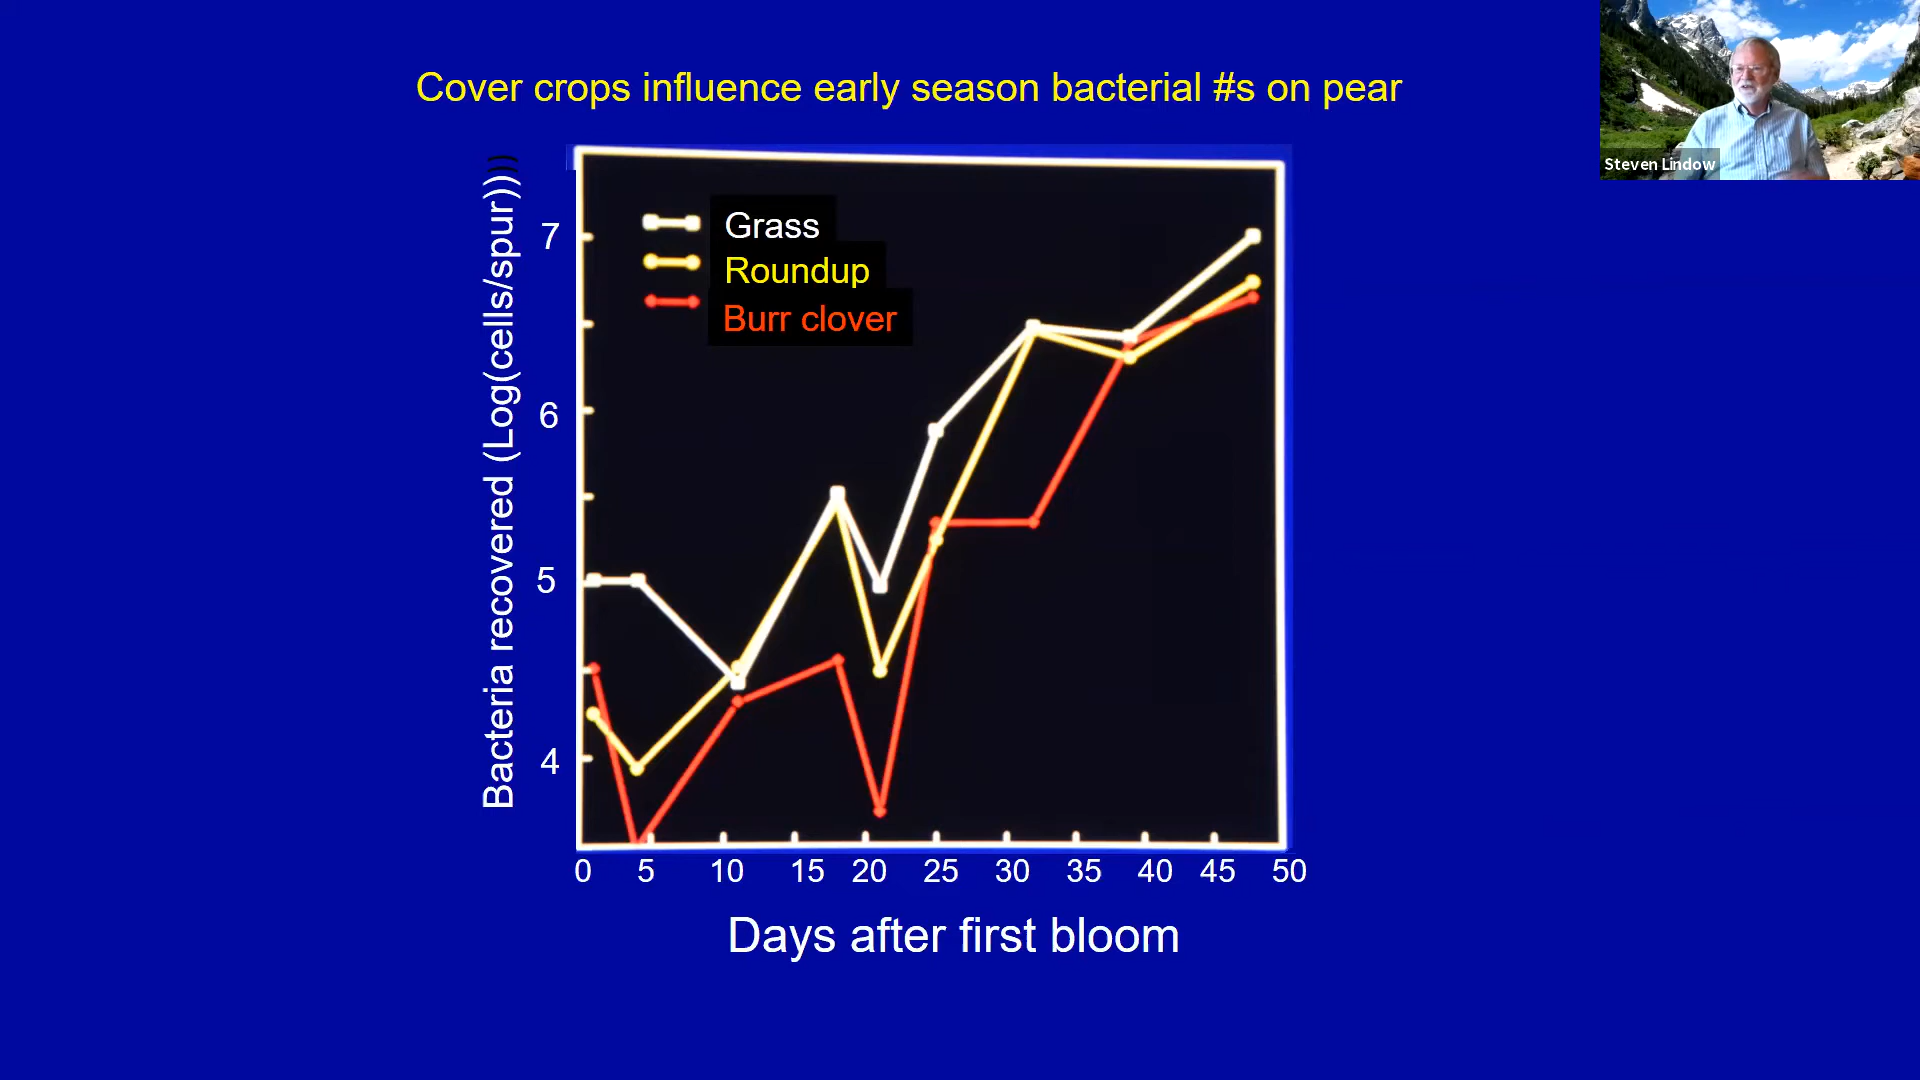 Cover crops influence early season bacterial #s on pear
Steven Lindow
Bacteria recovered (Log(cells/spur)))))
Grass
Roundup
Burr clover
7
6
5
4
0 5 10 15 20 25 30 35 40 45 50
Days after first bloom